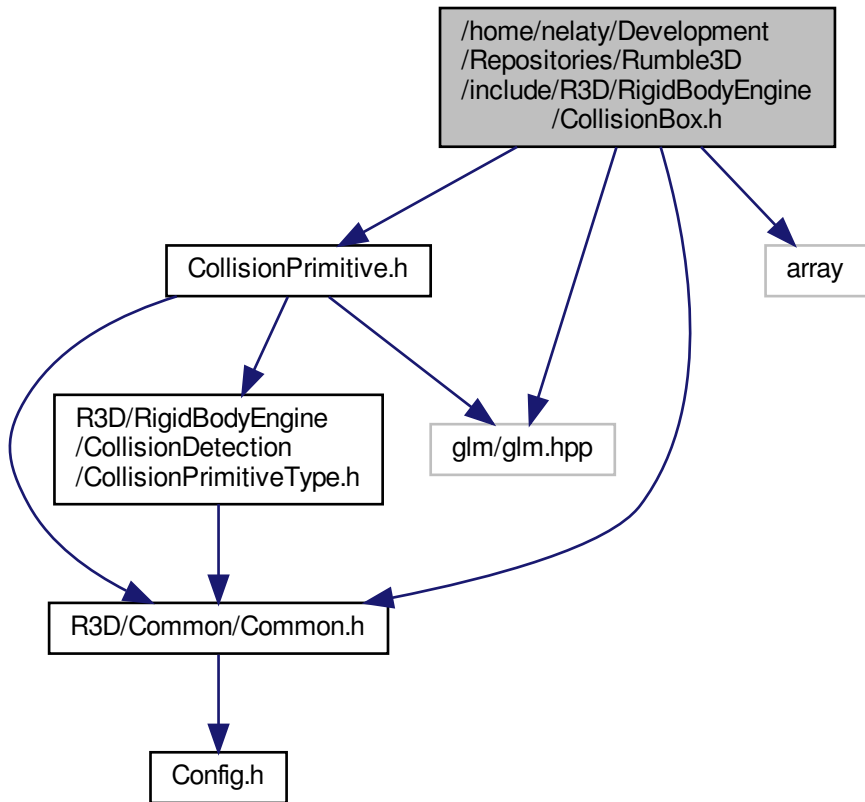 /home/nelaty/Development
/Repositories/Rumble3D
/include/R3D/RigidBodyEngine
/CollisionBox.h
CollisionPrimitive.h
array
R3D/RigidBodyEngine
/CollisionDetection
/CollisionPrimitiveType.h
glm/glm.hpp
R3D/Common/Common.h
Config.h